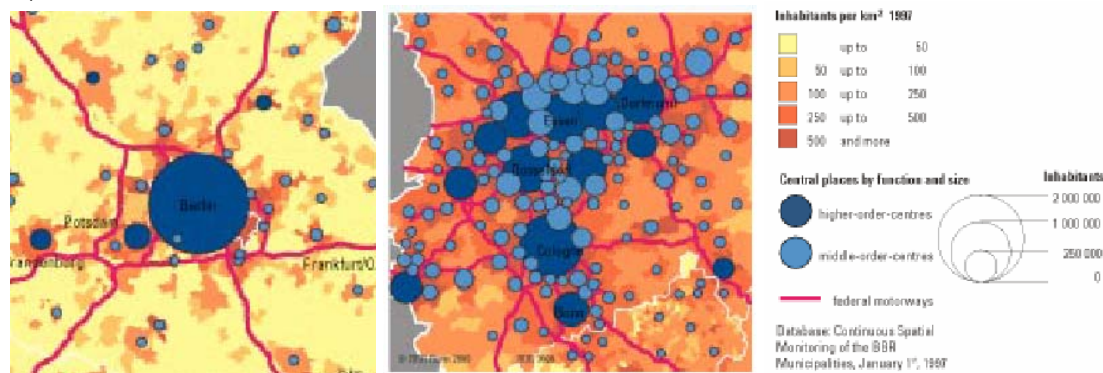 Berlin
Potsdam
Frankfurt/O.
Essen
Dortmund
Düsseldorf
Cologne
Bonn
Inhabitants per km² 1997
up to 50
50 up to 100
100 up to 250
250 up to 500
500 and more
Central places by function and size
Inhabitants
higher-order-centres
middle-order-centres
2 000 000
1 000 000
250 000
0
federal motorways
Database: Continuous Spatial
Monitoring of the BBR
Municipalities, January 1st, 1997